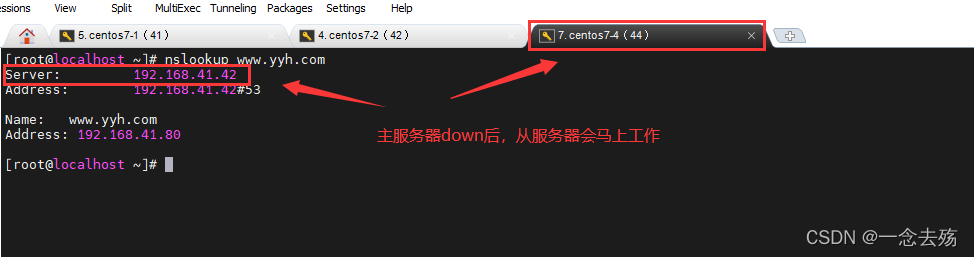 essions View Split MultiExec Tunneling Packages Settings Help
5. centos7-1（41） 4. centos7-2（42） 7. centos7-4（44）
[root@localhost ~]# nslookup www.yyh.com
Server: 192.168.41.42
Address: 192.168.41.42#53
Name: www.yyh.com
Address: 192.168.41.80
主服务器down后，从服务器会马上工作
[root@localhost ~]#
CSDN @一念去殇